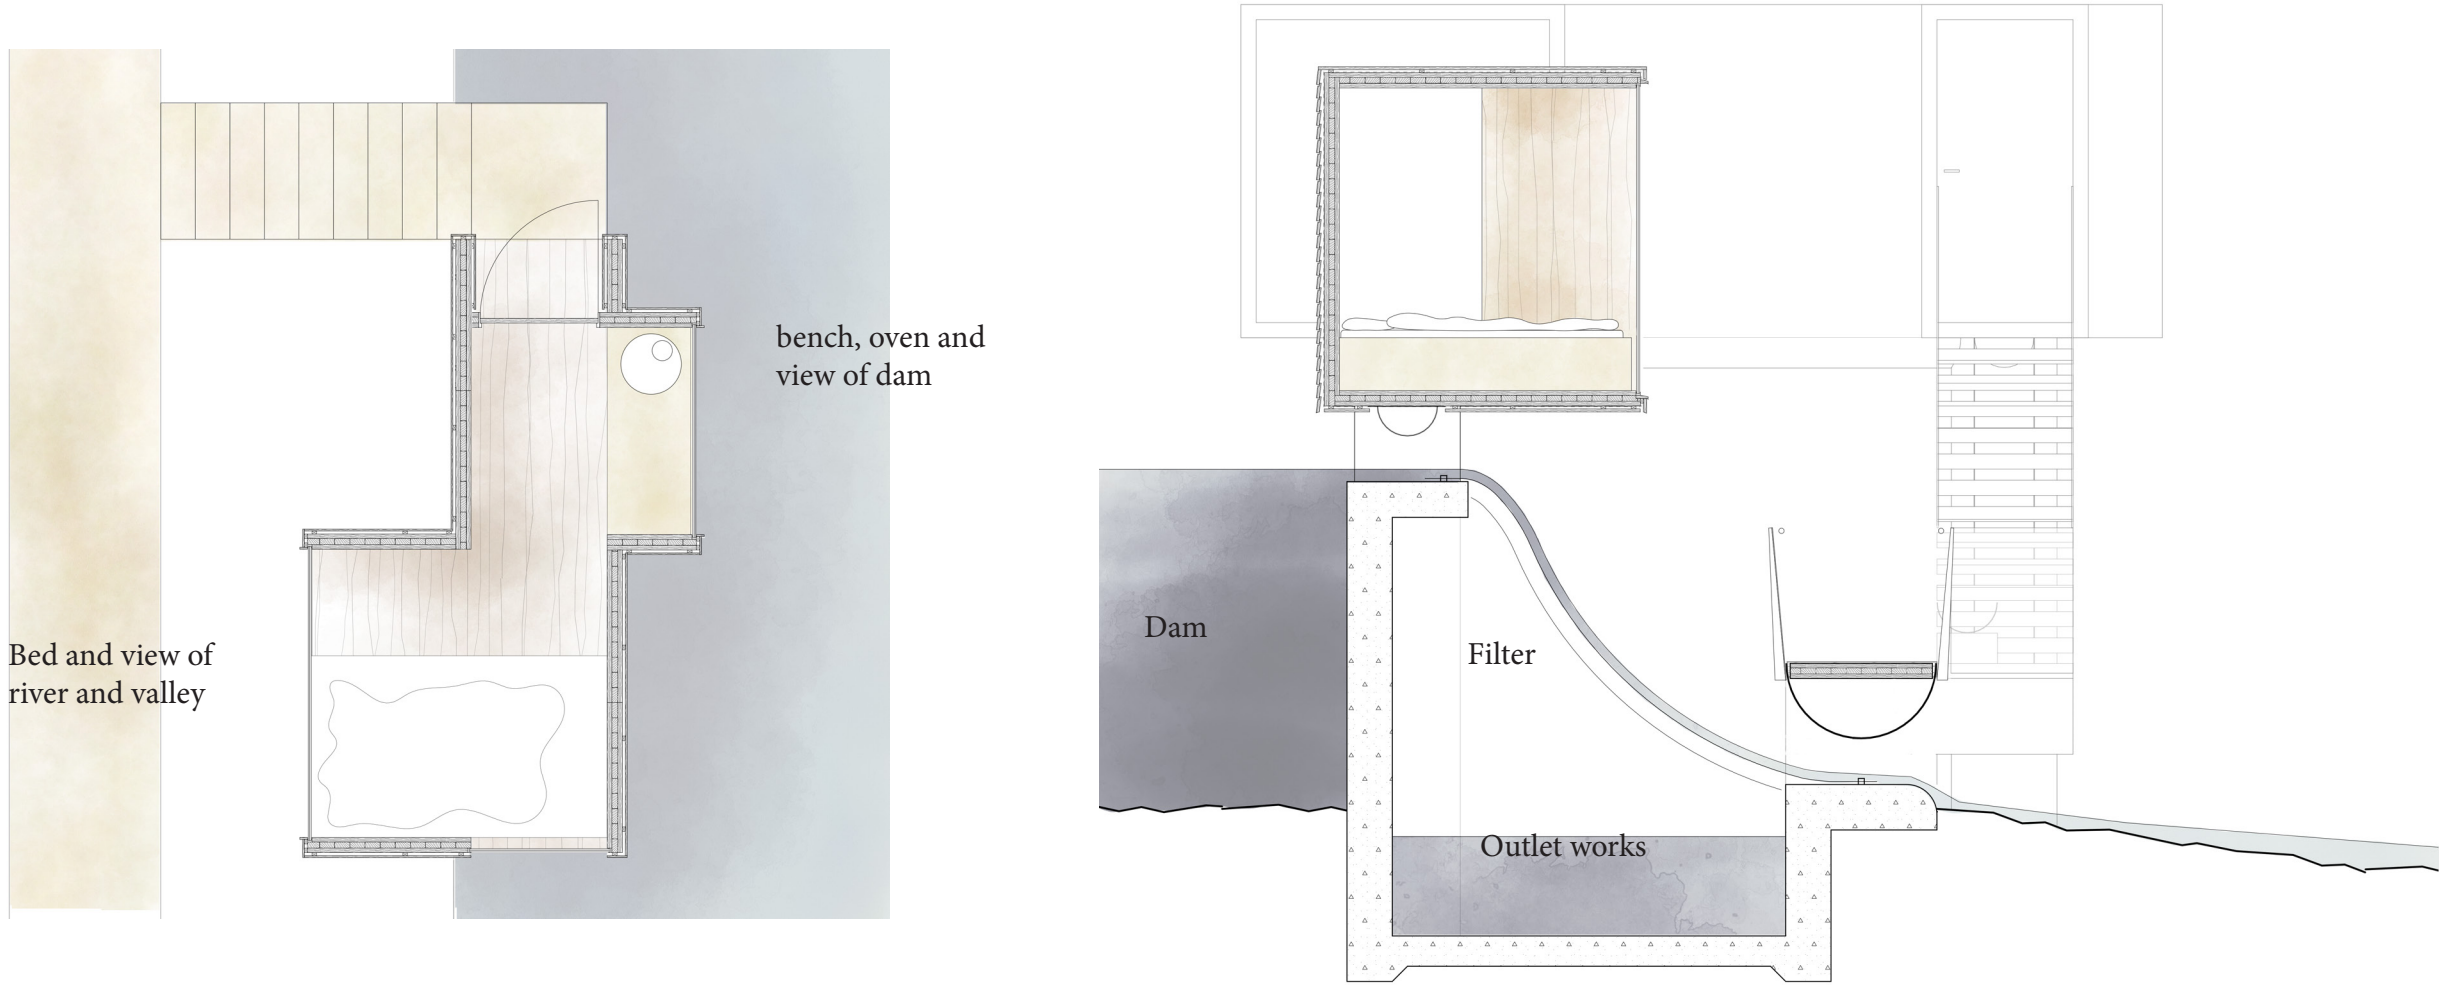 bench, oven and
view of dam
Bed and view of
river and valley
Dam
Filter
Outlet works